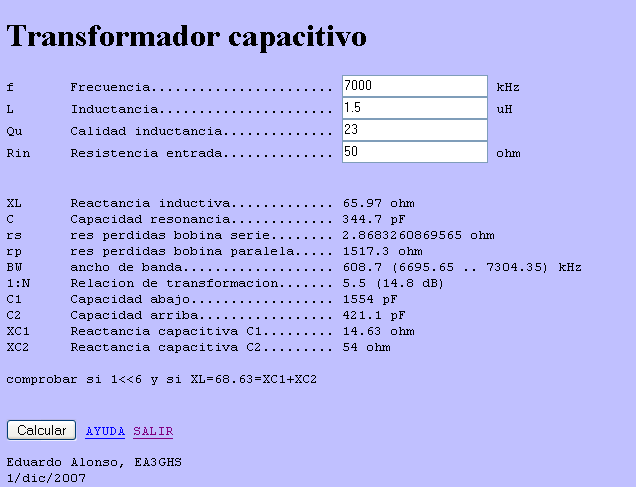 Transformador capacitivo
f Frecuencia....................... 7000 kHz
L Inductancia...................... 1.5 uH
Qu Calidad inductancia.............. 23
Rin Resistencia entrada.............. 50 ohm
XL Reactancia inductiva............. 65.97 ohm
C Capacidad resonancia............. 344.7 pF
rs res perdidas bobina serie........ 2.8683260869565 ohm
rp res perdidas bobina paralela..... 1517.3 ohm
BW ancho de banda................... 608.7 (6695.65 .. 7304.35) kHz
1:N Relacion de transformacion....... 5.5 (14.8 dB)
C1 Capacidad abajo.................. 1554 pF
C2 Capacidad arriba................. 421.1 pF
XC1 Reactancia capacitiva C1......... 14.63 ohm
XC2 Reactancia capacitiva C2......... 54 ohm
comprobar si 1<<6 y si XL=68.63=XC1+XC2
Calcular AYUDA SALIR
Eduardo Alonso, EA3GHS
1/dic/2007